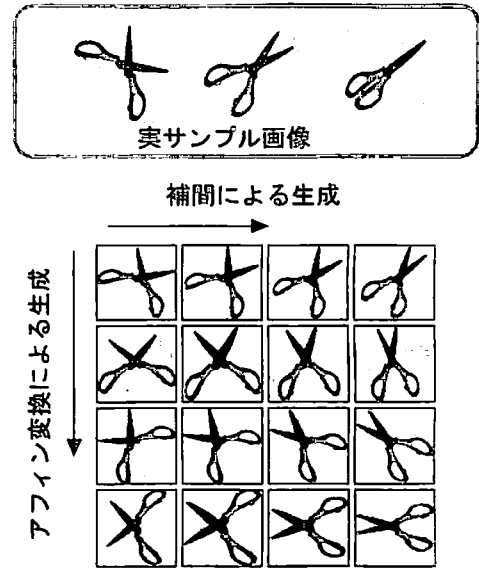 実サンプル画像
補間による生成
アフィン変換による生成